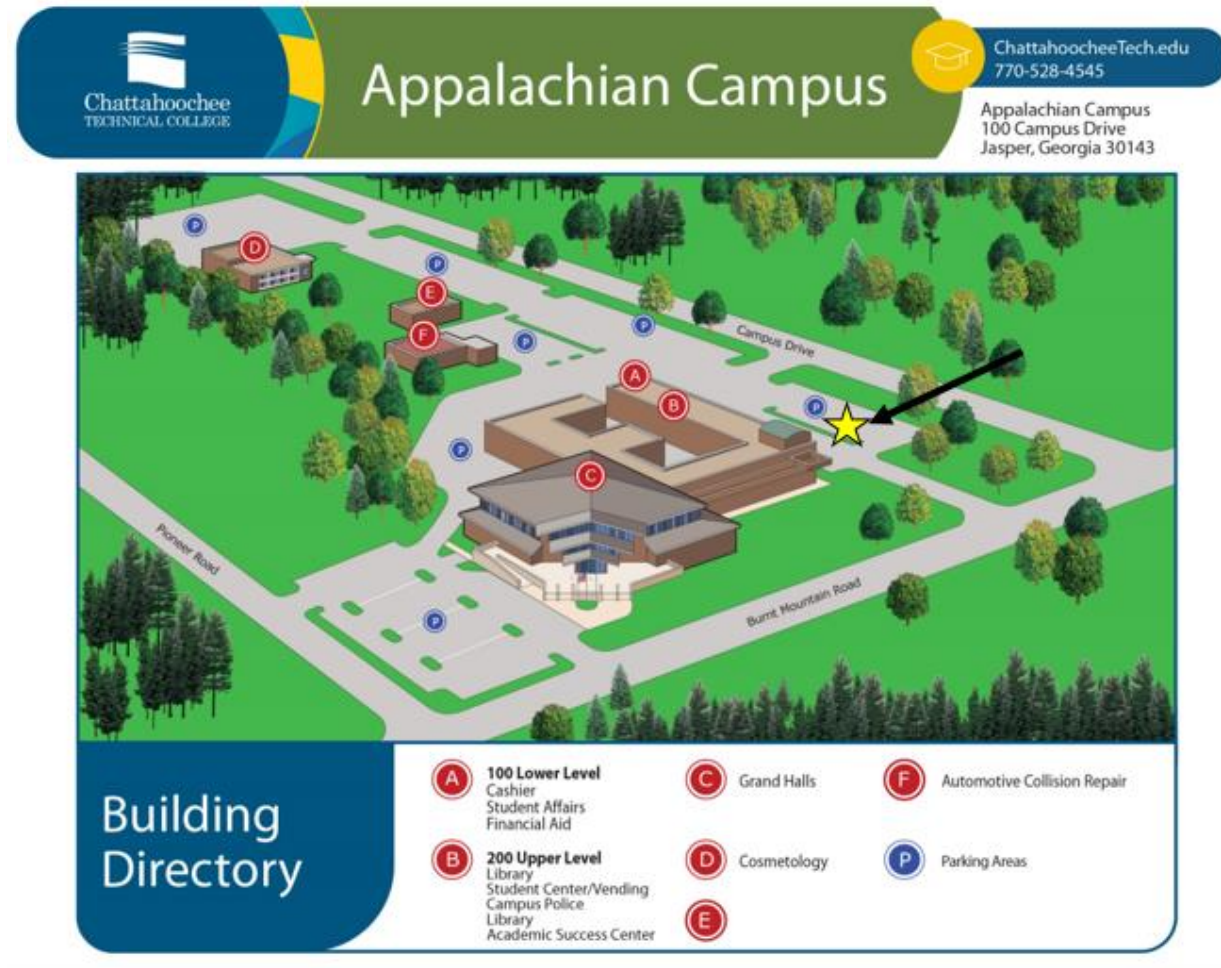 Chattahoochee
TECHNICAL COLLEGE
Appalachian Campus
ChattahoocheeTech.edu
770-528-4545
Appalachian Campus
100 Campus Drive
Jasper, Georgia 30143
P
D
P
E
P
Campus Drive
F
P
A
B
P
P
C
Pioneer Road
Burnt Mountain Road
P
Building
Directory
A
100 Lower Level
Cashier
Student Affairs
Financial Aid
B
200 Upper Level
Library
Student Center/Vending
Campus Police
Library
Academic Success Center
C Grand Halls
D Cosmetology
E
F Automotive Collision Repair
P Parking Areas